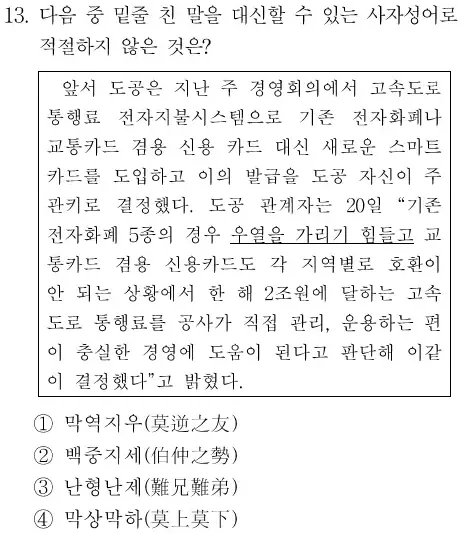 13. 다음 중 밑줄 친 말을 대신할 수 있는 사자성어로
적절하지 않은 것은?
앞서 도공은 지난 주 경영회의에서 고속도로
통행료 전자지불시스템으로 기존 전자화폐나
교통카드 겸용 신용 카드 대신 새로운 스마트
카드를 도입하고 이의 발급을 도공 자신이 주
관키로 결정했다. 도공 관계자는 20일 “기존
전자화폐 5종의 경우 우열을 가리기 힘들고 교
통카드 겸용 신용카드도 각 지역별로 호환이
안 되는 상황에서 한 해 2조원에 달하는 고속
도로 통행료를 공사가 직접 관리, 운용하는 편
이 충실한 경영에 도움이 된다고 판단해 이같
이 결정했다”고 밝혔다.
① 막역지우(莫逆之友)
② 백중지세(伯仲之勢)
③ 난형난제(難兄難弟)
④ 막상막하(莫上莫下)